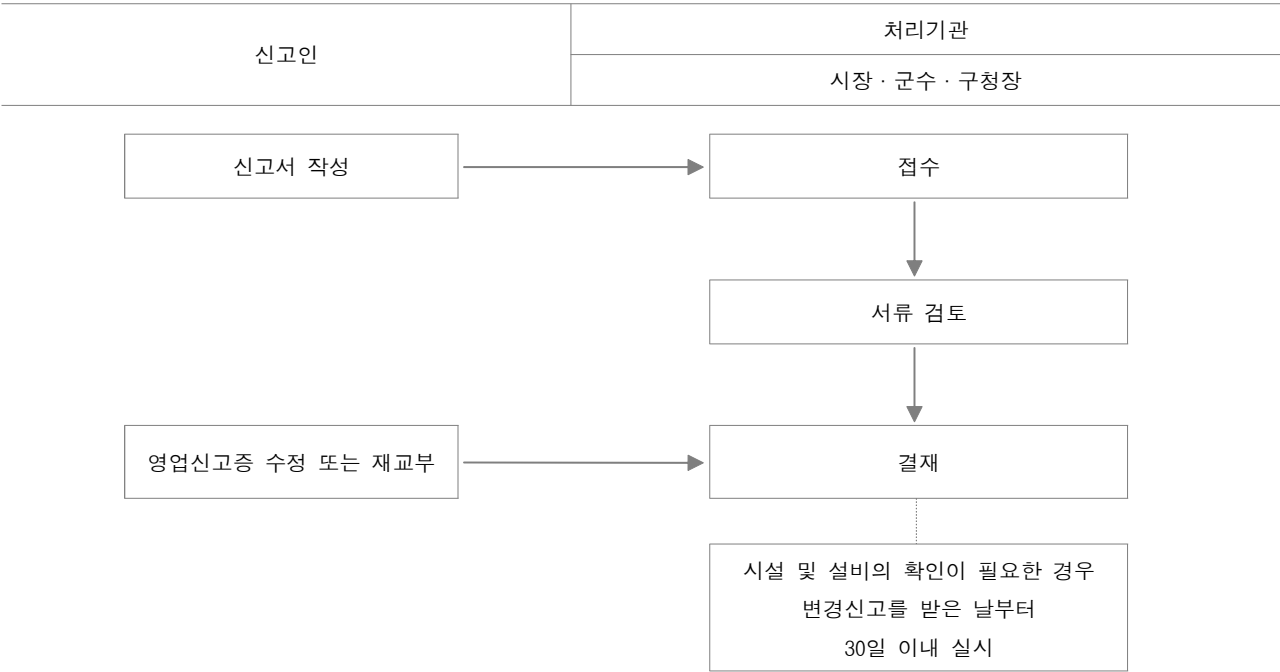 신고인
처리기관
시장 · 군수 · 구청장
신고서 작성
접수
서류 검토
영업신고증 수정 또는 재교부
결재
시설 및 설비의 확인이 필요한 경우
변경신고를 받은 날부터
30일 이내 실시